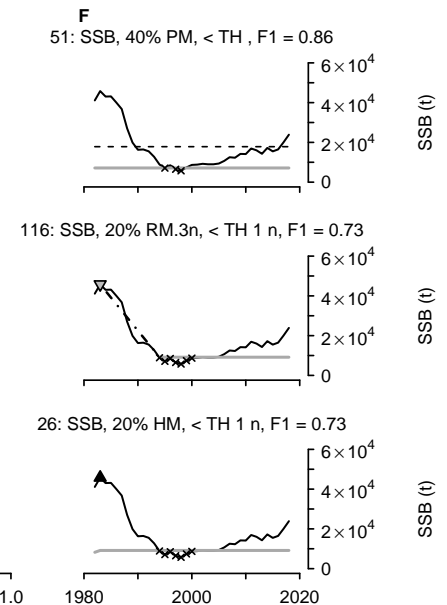 F
51: SSB, 40% PM, < TH , F1 = 0.86
6×10⁴
4×10⁴
2×10⁴
0
SSB (t)
116: SSB, 20% RM.3n, < TH 1 n, F1 = 0.73
6×10⁴
4×10⁴
2×10⁴
0
SSB (t)
26: SSB, 20% HM, < TH 1 n, F1 = 0.73
6×10⁴
4×10⁴
2×10⁴
0
SSB (t)
1.0 1980 2000 2020